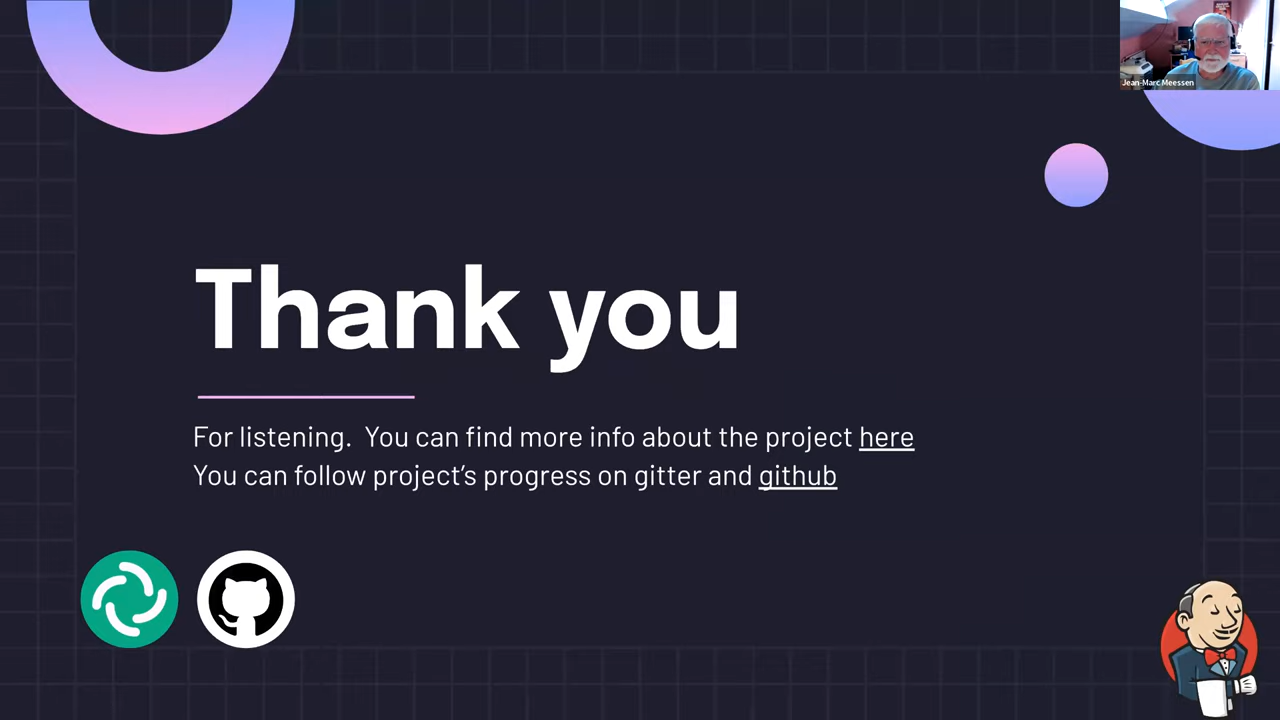 Jean-Marc Meessen
Thank you
For listening.  You can find more info about the project here
You can follow project’s progress on gitter and github